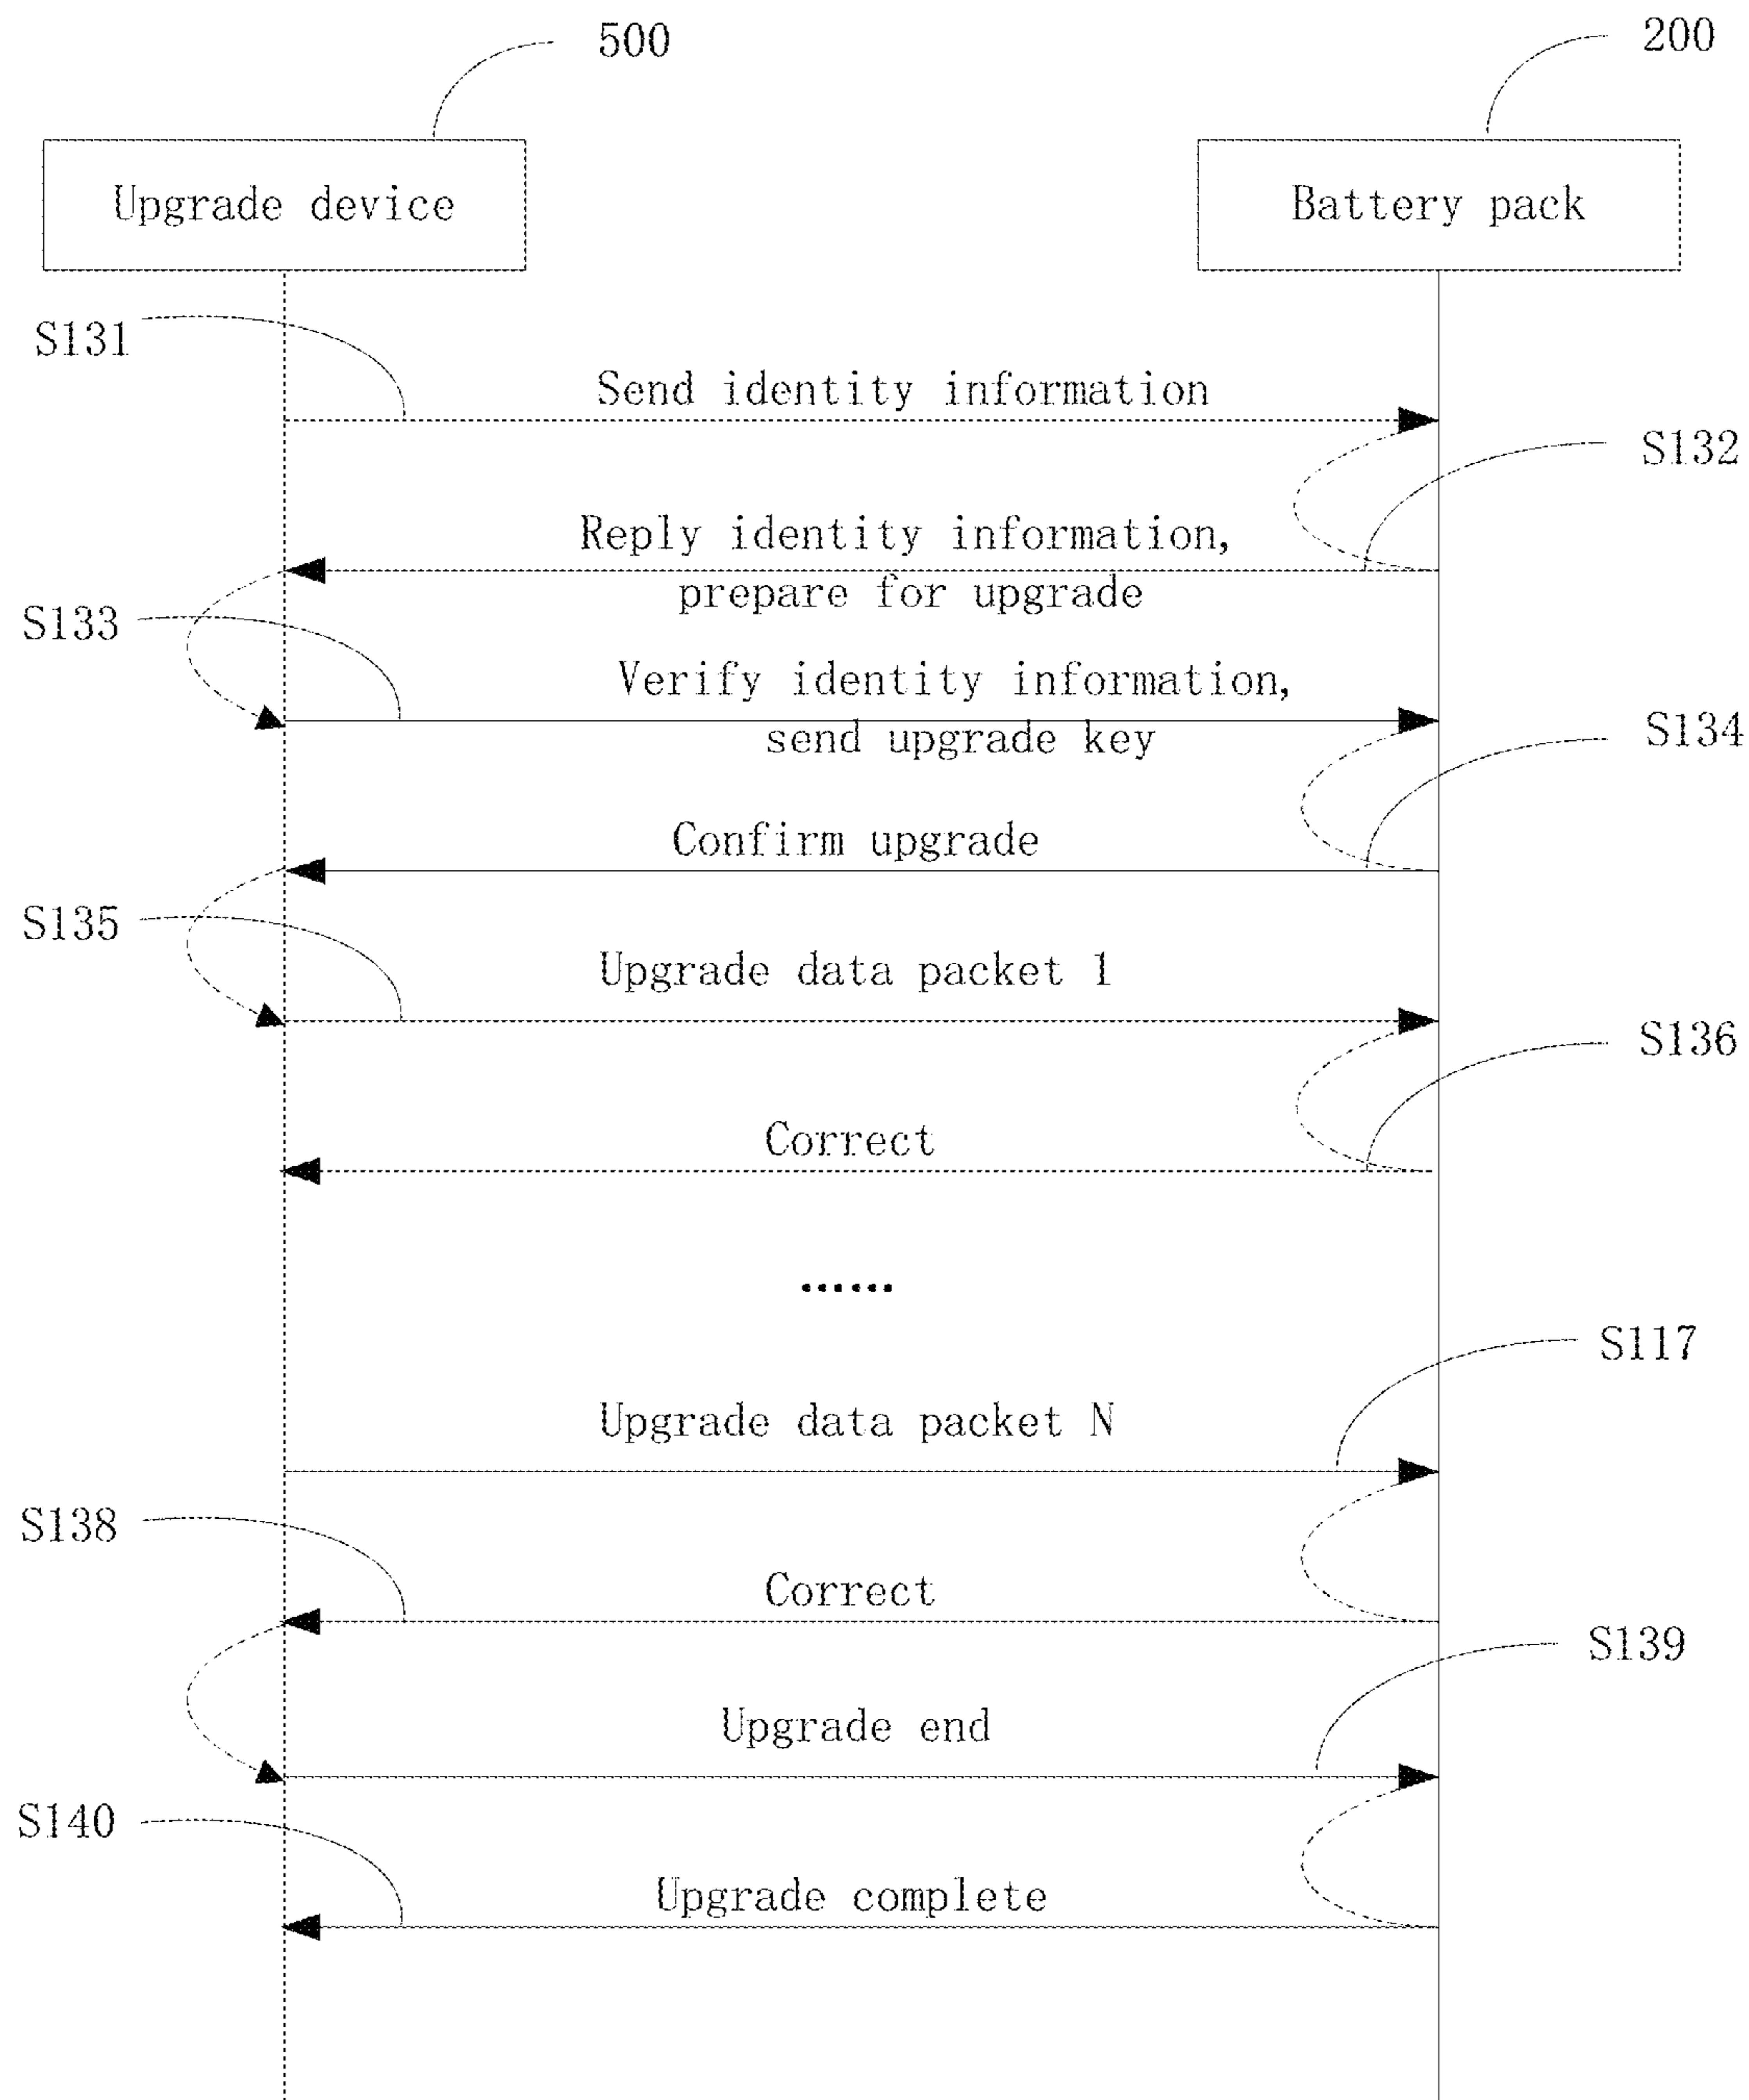 500
200
Upgrade device
Battery pack
S131
Send identity information
S132
Reply identity information,
prepare for upgrade
S133
Verify identity information,
send upgrade key
S134
Confirm upgrade
S135
Upgrade data packet 1
S136
Correct
......
S117
Upgrade data packet N
S138
Correct
S139
Upgrade end
S140
Upgrade complete